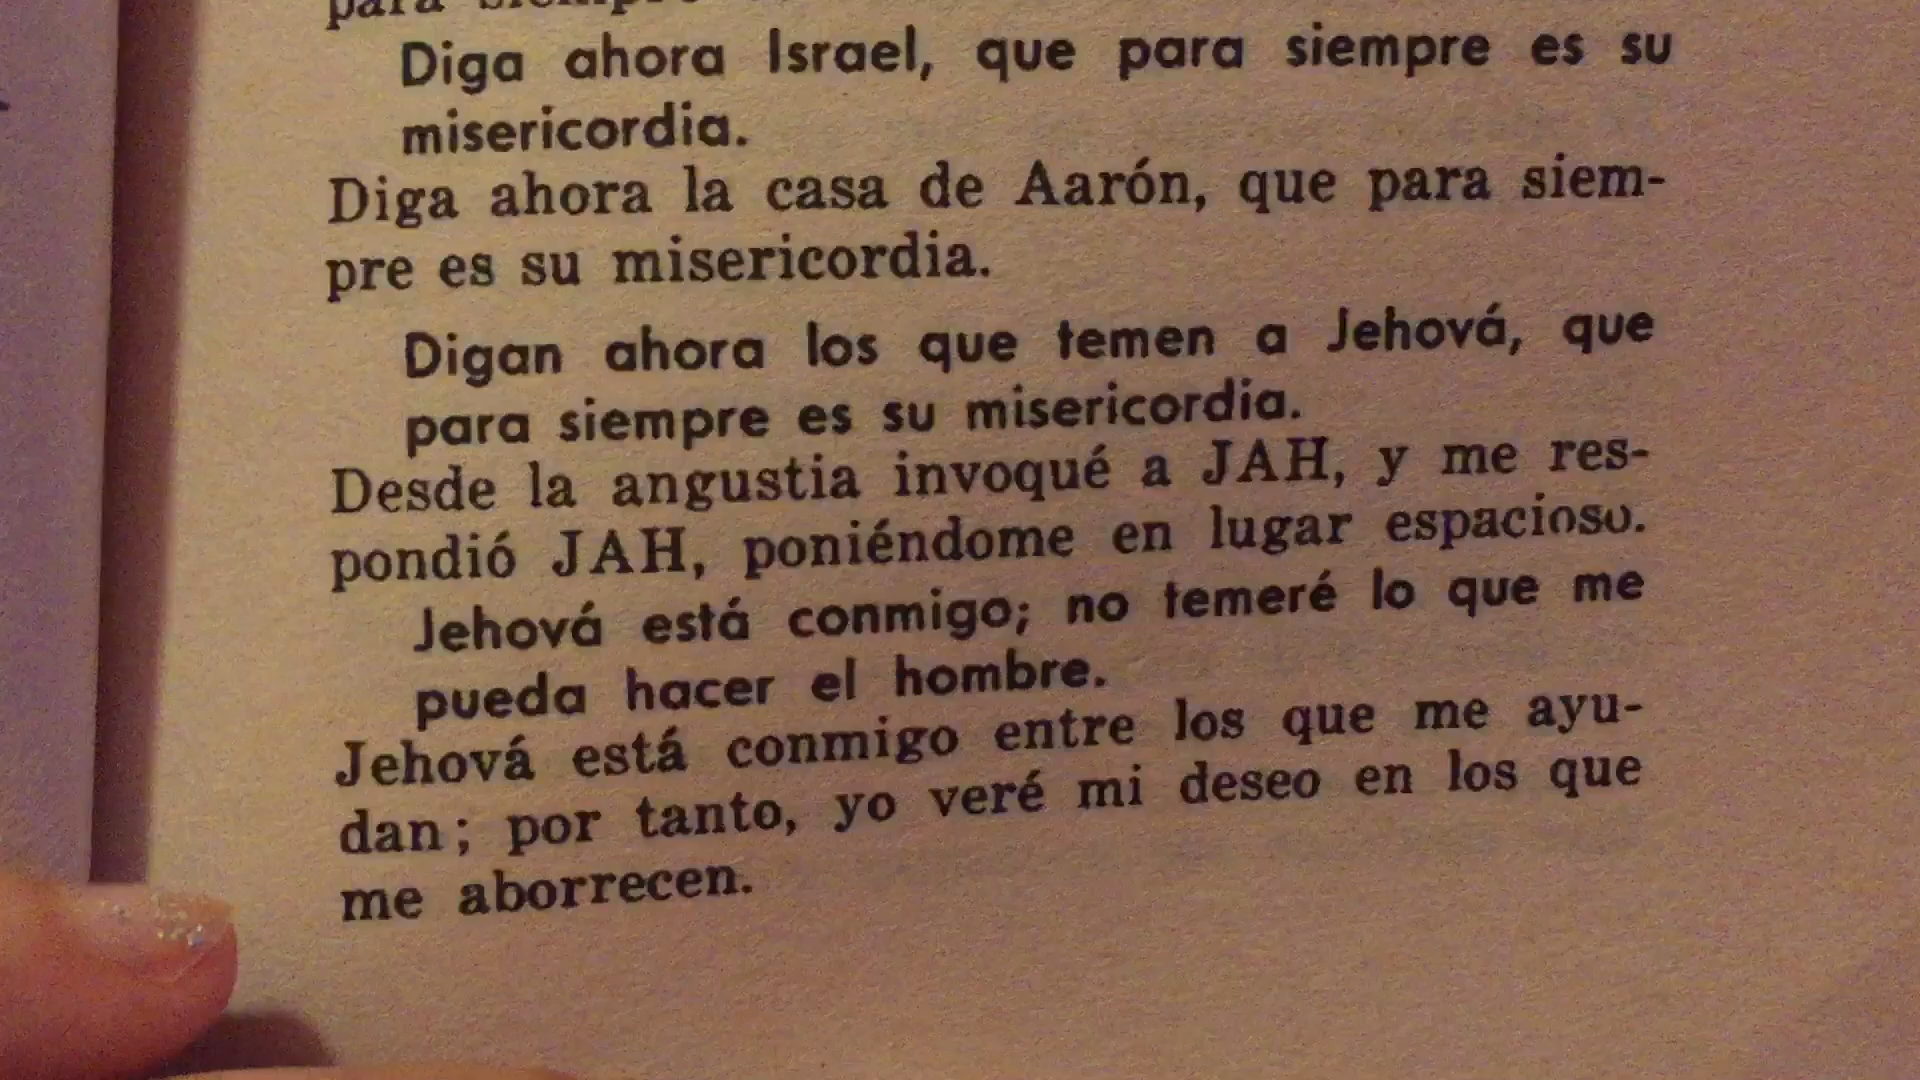 para siempre
Diga ahora Israel, que para siempre es su
misericordia.
Diga ahora la casa de Aarón, que para siem-
pre es su misericordia.
Digan ahora los que temen a Jehová, que
para siempre es su misericordia.
Desde la angustia invoqué a JAH, y me res-
pondió JAH, poniéndome en lugar espacioso.
Jehová está conmigo; no temeré lo que me
pueda hacer el hombre.
Jehová está conmigo entre los que me ayu-
dan; por tanto, yo veré mi deseo en los que
me aborrecen.